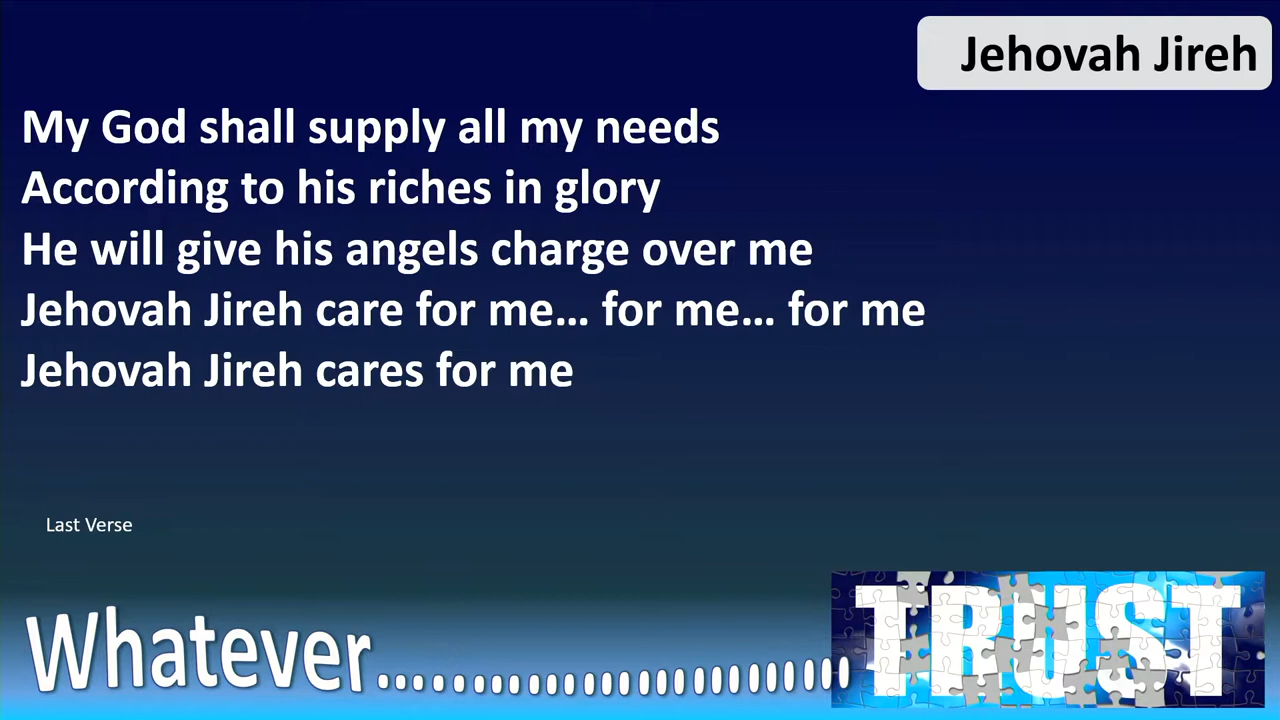 Jehovah Jireh
My God shall supply all my needs
According to his riches in glory
He will give his angels charge over me
Jehovah Jireh care for me... for me... for me
Jehovah Jireh cares for me
Last Verse
Whatever.................................. TRUST